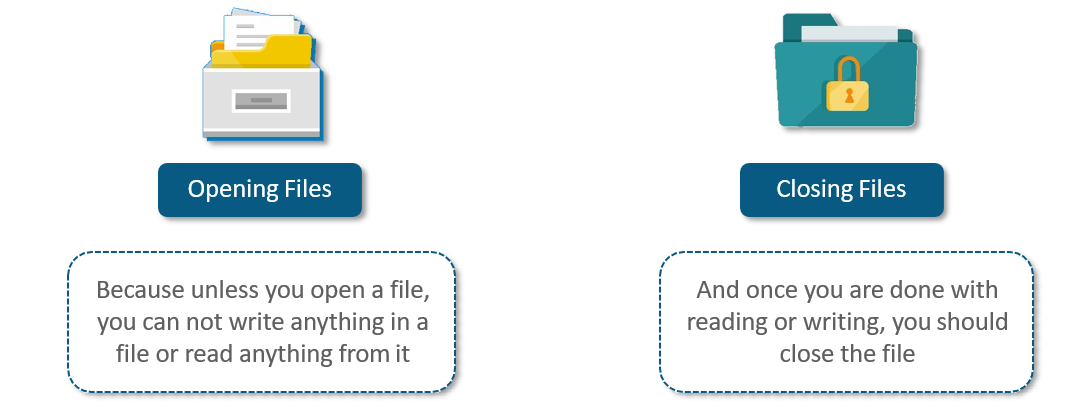 Opening Files
Closing Files
Because unless you open a file,
you can not write anything in a
file or read anything from it
And once you are done with
reading or writing, you should
close the file